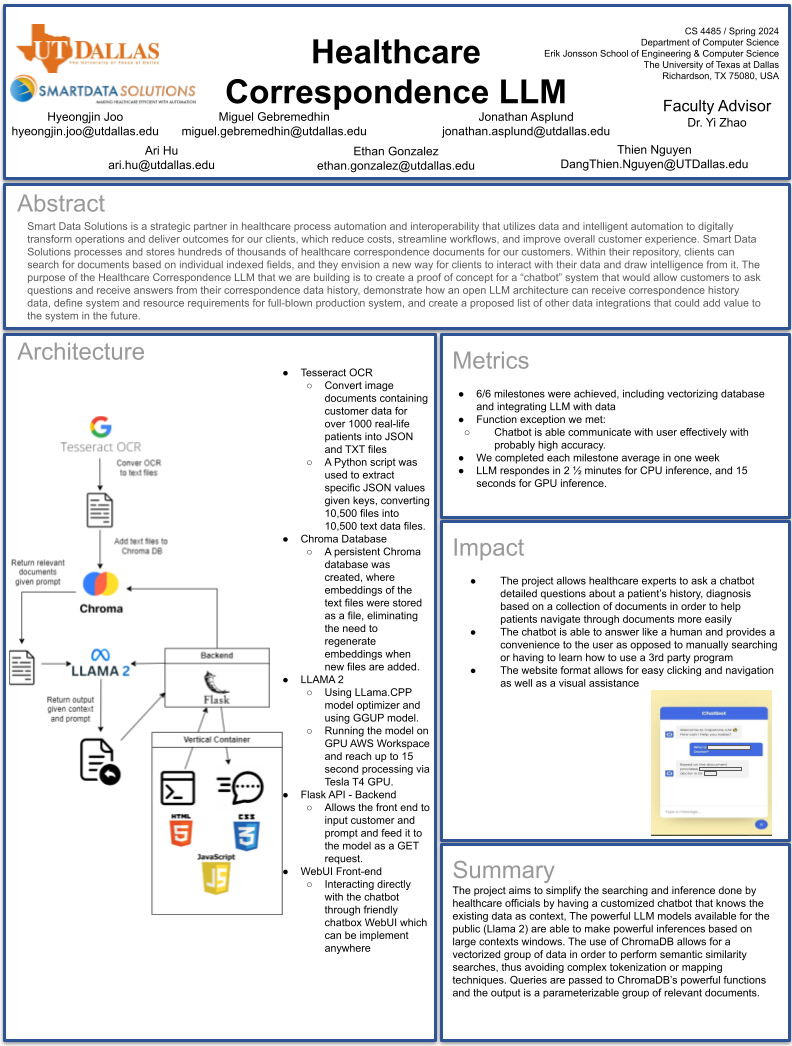 UT DALLAS
The University of Texas at Dallas
SMARTDATA SOLUTIONS
MAKING HEALTHCARE EFFICIENT WITH AUTOMATION
Healthcare
Correspondence LLM
CS 4485 / Spring 2024
Department of Computer Science
Erik Jonsson School of Engineering & Computer Science
The University of Texas at Dallas
Richardson, TX 75080, USA
Faculty Advisor
Dr. Yi Zhao
Hyeongjin Joo
hyeongjin.joo@utdallas.edu
Miguel Gebremedhin
miguel.gebremedhin@utdallas.edu
Jonathan Asplund
jonathan.asplund@utdallas.edu
Ari Hu
ari.hu@utdallas.edu
Ethan Gonzalez
ethan.gonzalez@utdallas.edu
Thien Nguyen
DangThien.Nguyen@UTDallas.edu
Abstract
Smart Data Solutions is a strategic partner in healthcare process automation and interoperability that utilizes data and intelligent automation to digitally
transform operations and deliver outcomes for our clients, which reduce costs, streamline workflows, and improve overall customer experience. Smart Data
Solutions processes and stores hundreds of thousands of healthcare correspondence documents for our customers. Within their repository, clients can
search for documents based on individual indexed fields, and they envision a new way for clients to interact with their data and draw intelligence from it. The
purpose of the Healthcare Correspondence LLM that we are building is to create a proof of concept for a “chatbot” system that would allow customers to ask
questions and receive answers from their correspondence data history, demonstrate how an open LLM architecture can receive correspondence history
data, define system and resource requirements for full-blown production system, and create a proposed list of other data integrations that could add value to
the system in the future.
Architecture
Tesseract OCR
Conver OCR
to text files
Add text files to
Chroma DB
Return relevant
documents
given prompt
Chroma
LLAMA 2
Backend
Flask
Return output
given context
and prompt
Vertical Container
HTML
5
CSS
3
JavaScript
JS
● Tesseract OCR
○ Convert image
documents containing
customer data for
over 1000 real-life
patients into JSON
and TXT files
○ A Python script was
used to extract
specific JSON values
given keys, converting
10,500 files into
10,500 text data files.
● Chroma Database
○ A persistent Chroma
database was
created, where
embeddings of the
text files were stored
as a file, eliminating
the need to
regenerate
embeddings when
new files are added.
● LLAMA 2
○ Using LLama.CPP
model optimizer and
using GGUP model.
○ Running the model on
GPU AWS Workspace
and reach up to 15
second processing via
Tesla T4 GPU.
● Flask API - Backend
○ Allows the front end to
input customer and
prompt and feed it to
the model as a GET
request.
● WebUI Front-end
○ Interacting directly
with the chatbot
through friendly
chatbox WebUI which
can be implement
anywhere
Metrics
● 6/6 milestones were achieved, including vectorizing database
and integrating LLM with data
● Function exception we met:
○ Chatbot is able communicate with user effectively with
probably high accuracy.
● We completed each milestone average in one week
● LLM respondes in 2 ½ minutes for CPU inference, and 15
seconds for GPU inference.
Impact
● The project allows healthcare experts to ask a chatbot
detailed questions about a patient’s history, diagnosis
based on a collection of documents in order to help
patients navigate through documents more easily
● The chatbot is able to answer like a human and provides a
convenience to the user as opposed to manually searching
or having to learn how to use a 3rd party program
● The website format allows for easy clicking and navigation
as well as a visual assistance
Chatbot
How can I help you today?
Who is
Doctor?
Based on the document
provided
doctor is Dr.
Type a message...
Summary
The project aims to simplify the searching and inference done by
healthcare officials by having a customized chatbot that knows the
existing data as context, The powerful LLM models available for the
public (Llama 2) are able to make powerful inferences based on
large contexts windows. The use of ChromaDB allows for a
vectorized group of data in order to perform semantic similarity
searches, thus avoiding complex tokenization or mapping
techniques. Queries are passed to ChromaDB’s powerful functions
and the output is a parameterizable group of relevant documents.